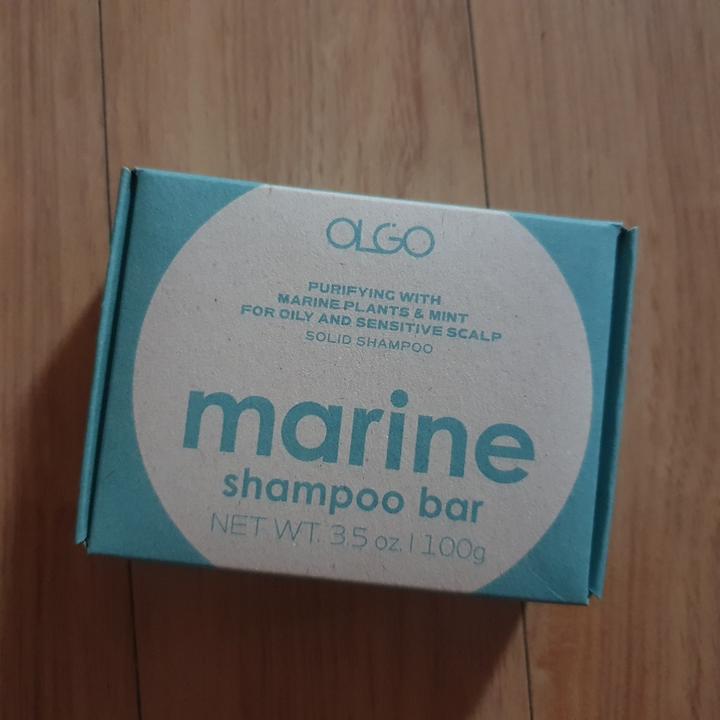 OLGO
PURIFYING WITH
MARINE PLANTS & MINT
FOR OILY AND SENSITIVE SCALP
SOLID SHAMPOO
marine
shampoo bar
NET WT. 3.5 oz. | 100g